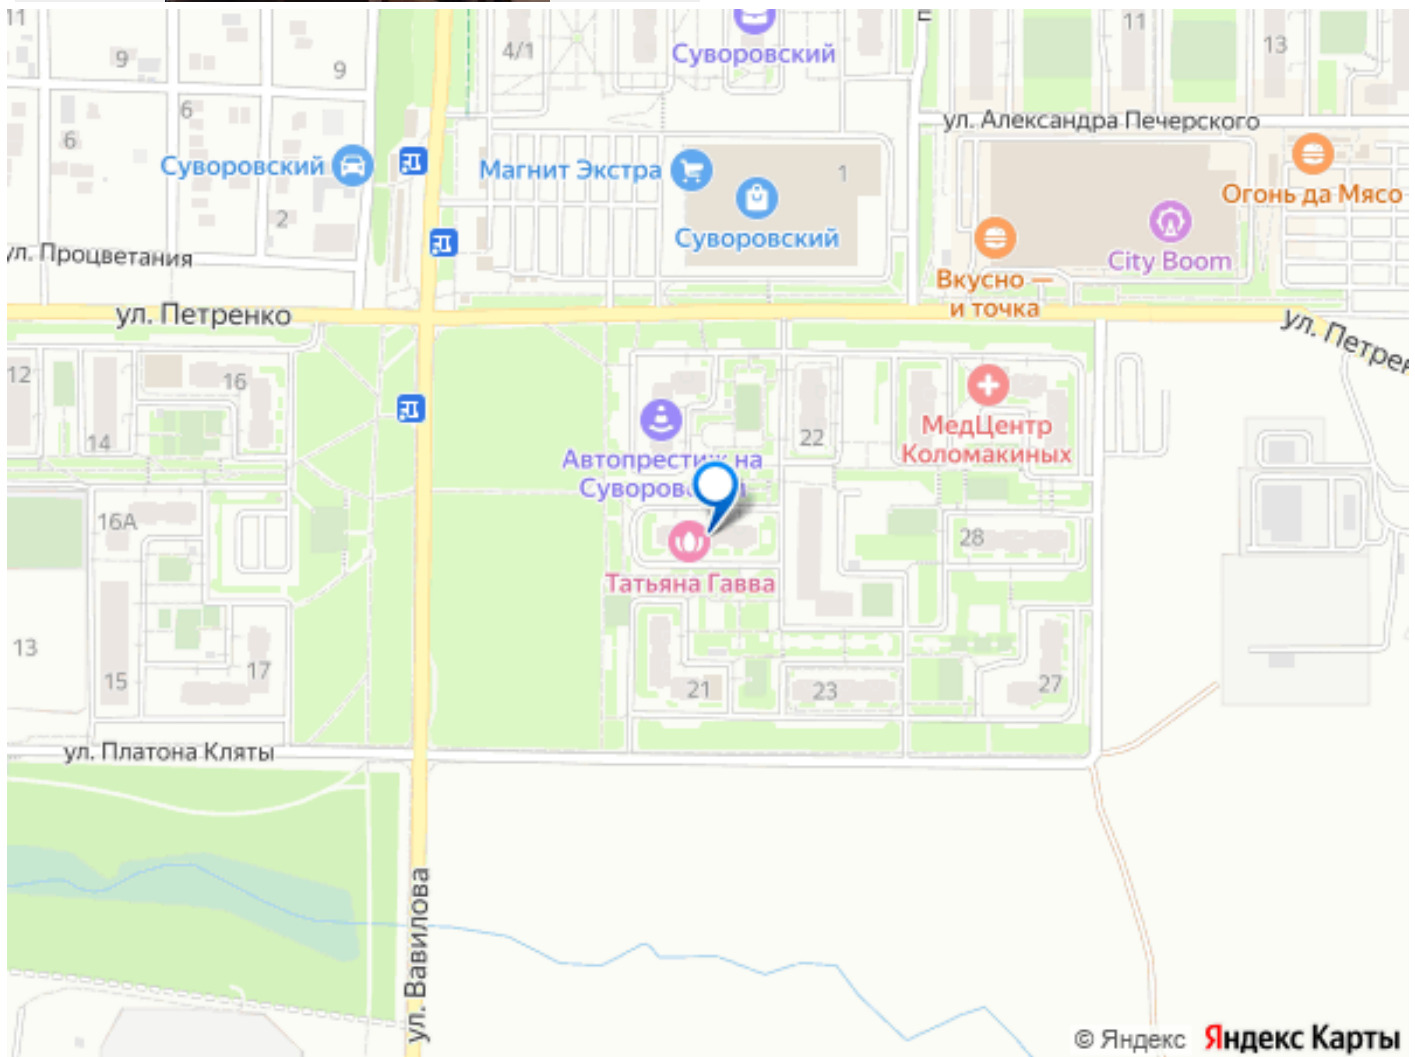 11
4/1
Суворовский
11
13
9
9
6
6
ул. Александра Печерского
Суворовский
Магнит Экстра
1
Огонь да Мясо
2
Суворовский
City Boom
ул. Процветания
Вкусно —
и точка
ул. Петренко
ул. Петрен
12
16
14
22
МедЦентр
Коломакиных
Автопрестиж на
Суворов
16А
28
Татьяна Гавва
13
15
17
21
23
27
ул. Платона Кляты
ул. Вавилова
© Яндекс Яндекс Карты